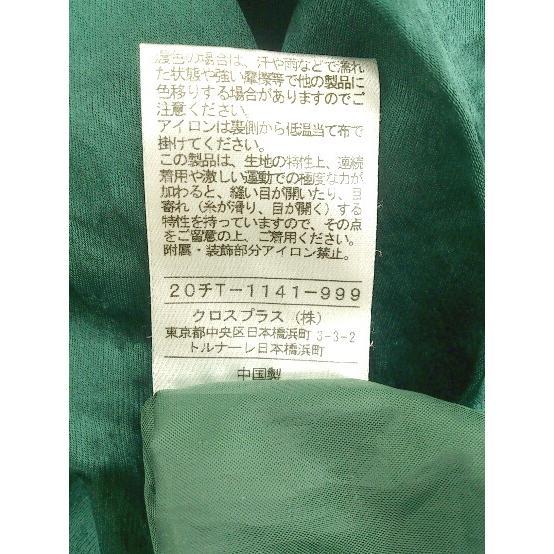 濃色の場合は、汗や雨などで濡れ
た状態や強い摩擦等で他の製品に
色移りする場合がありますのでご
注意ください。
アイロンは裏側から低温当て布で
掛けてください。
この製品は、生地の特性上、連続
着用や激しい運動での極度な力が
加わると、縫い目が開いたり、目
寄れ（糸が滑り、目が開く）する
特性を持っていますので、その点
をご留意の上、ご着用ください。
附属・装飾部分アイロン禁止。
20チT-1141-999
クロスプラス（株）
東京都中央区日本橋浜町 3-3-2
トルナーレ日本橋浜町
中国製